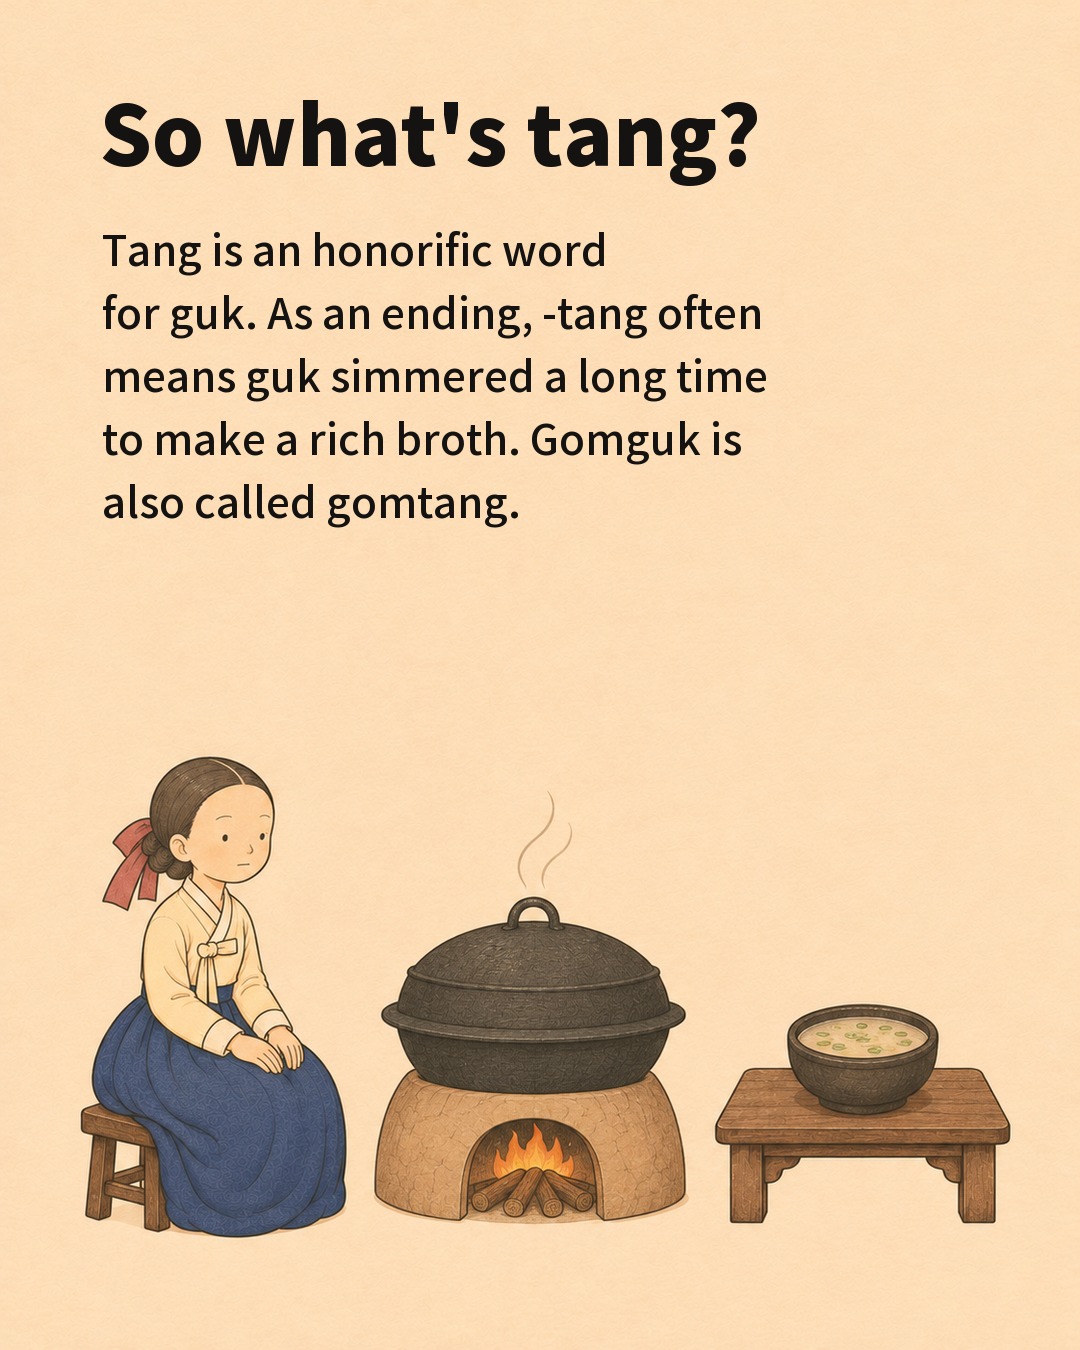 So what's tang?
Tang is an honorific word
for guk. As an ending, -tang often
means guk simmered a long time
to make a rich broth. Gomguk is
also called gomtang.